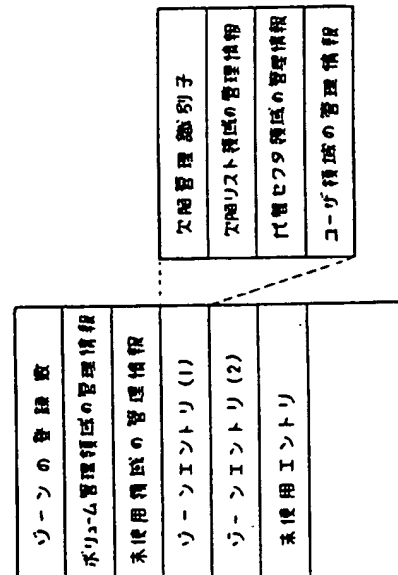 ゾーンの登録数
ボリューム管理領域の管理情報
未使用領域の管理情報
ゾーンエントリ(1)
ゾーンエントリ(2)
未使用エントリ
欠陥管理識別子
欠陥リスト領域の管理情報
代替セクタ領域の管理情報
ユーザ領域の管理情報